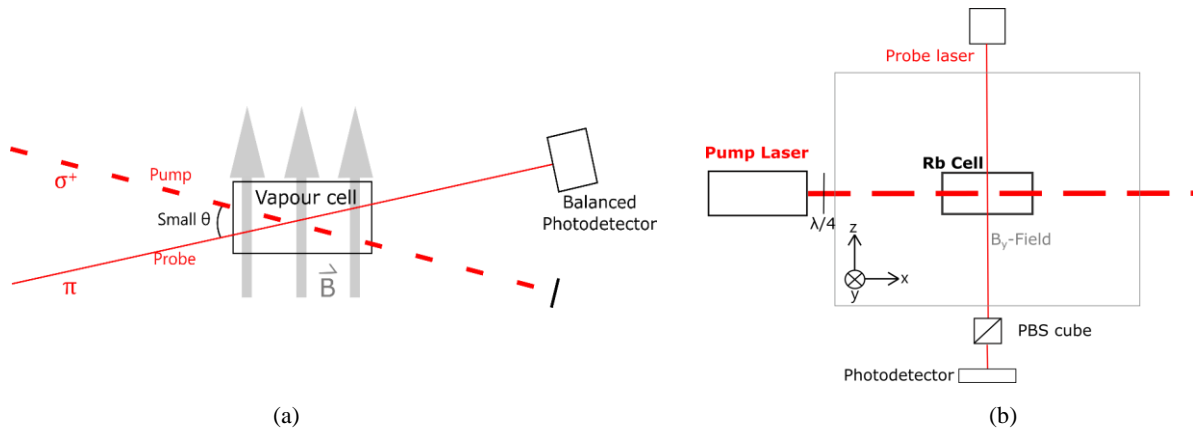 σ+
Pump
Small θ
Vapour cell
Probe
π
B
Balanced
Photodetector
(a)
Probe laser
Pump Laser
Rb Cell
λ/4
By-Field
z
x
y
PBS cube
Photodetector
(b)